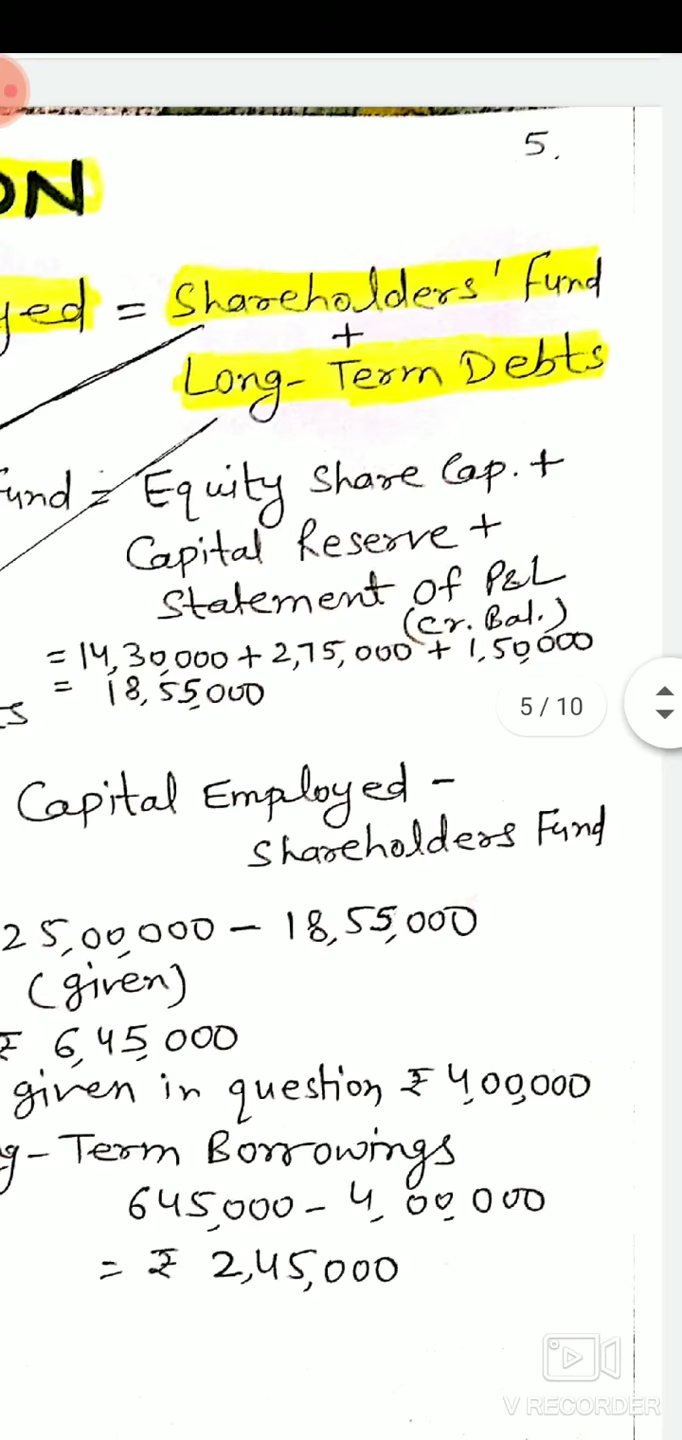 5.
ON
yed = Shareholders' Fund
+
Long-Term Debts
Fund = Equity Share Cap. +
Capital Reserve +
Statement of P&L
(Cr. Bal.)
= 14,30,000 + 2,75,000 + 1,50,000
= 18,55,000
ts
5 / 10
Capital Employed -
Shareholders Fund
25,00,000 - 18,55,000
(given)
₹ 6,45,000
given in question ₹ 4,00,000
g-Term Borrowings
645,000 - 4,00,000
= ₹ 2,45,000
V RECORDER